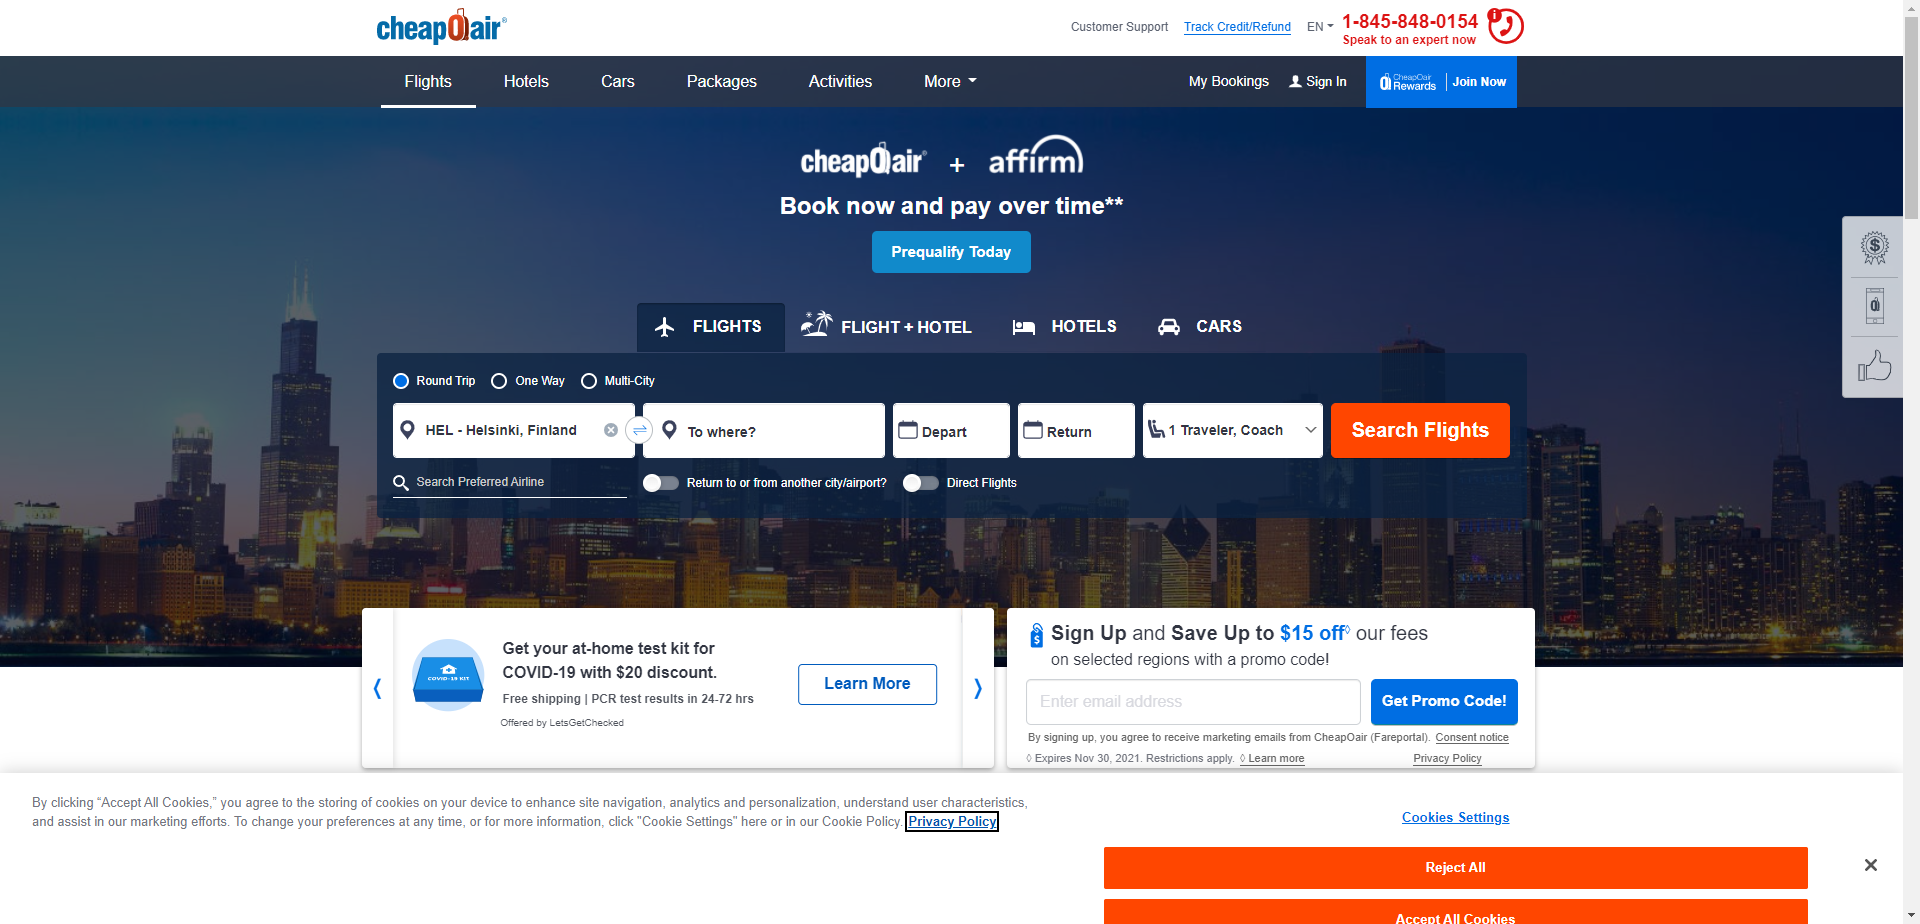 cheapOair®
Customer Support
Track Credit/Refund
EN
1-845-848-0154
Speak to an expert now
Flights
Hotels
Cars
Packages
Activities
More
My Bookings
Sign In
CheapOair
Rewards
Join Now
cheapOair® + affirm
Book now and pay over time**
Prequalify Today
FLIGHTS
FLIGHT + HOTEL
HOTELS
CARS
Round Trip
One Way
Multi-City
HEL - Helsinki, Finland
To where?
Depart
Return
1 Traveler, Coach
Search Flights
Search Preferred Airline
Return to or from another city/airport?
Direct Flights
COVID-19 KIT
Get your at-home test kit for
COVID-19 with $20 discount.
Free shipping | PCR test results in 24-72 hrs
Offered by LetsGetChecked
Learn More
Sign Up and Save Up to $15 off◊ our fees
on selected regions with a promo code!
Enter email address
Get Promo Code!
By signing up, you agree to receive marketing emails from CheapOair (Fareportal). Consent notice
◊ Expires Nov 30, 2021. Restrictions apply. ◊ Learn more
Privacy Policy
By clicking “Accept All Cookies,” you agree to the storing of cookies on your device to enhance site navigation, analytics and personalization, understand user characteristics,
and assist in our marketing efforts. To change your preferences at any time, or for more information, click "Cookie Settings" here or in our Cookie Policy. Privacy Policy
Cookies Settings
Reject All
Accept All Cookies